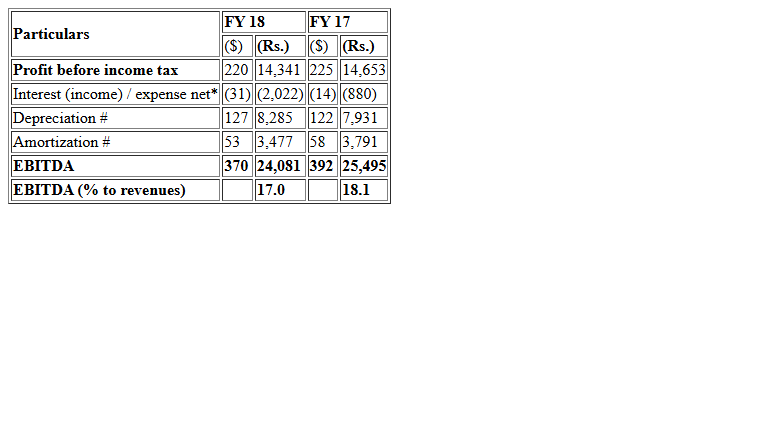 Particulars FY 18 FY 17
($) (Rs.) ($) (Rs.)
Profit before income tax 220 14,341 225 14,653
Interest (income) / expense net* (31) (2,022) (14) (880)
Depreciation # 127 8,285 122 7,931
Amortization # 53 3,477 58 3,791
EBITDA 370 24,081 392 25,495
EBITDA (% to revenues) 17.0 18.1